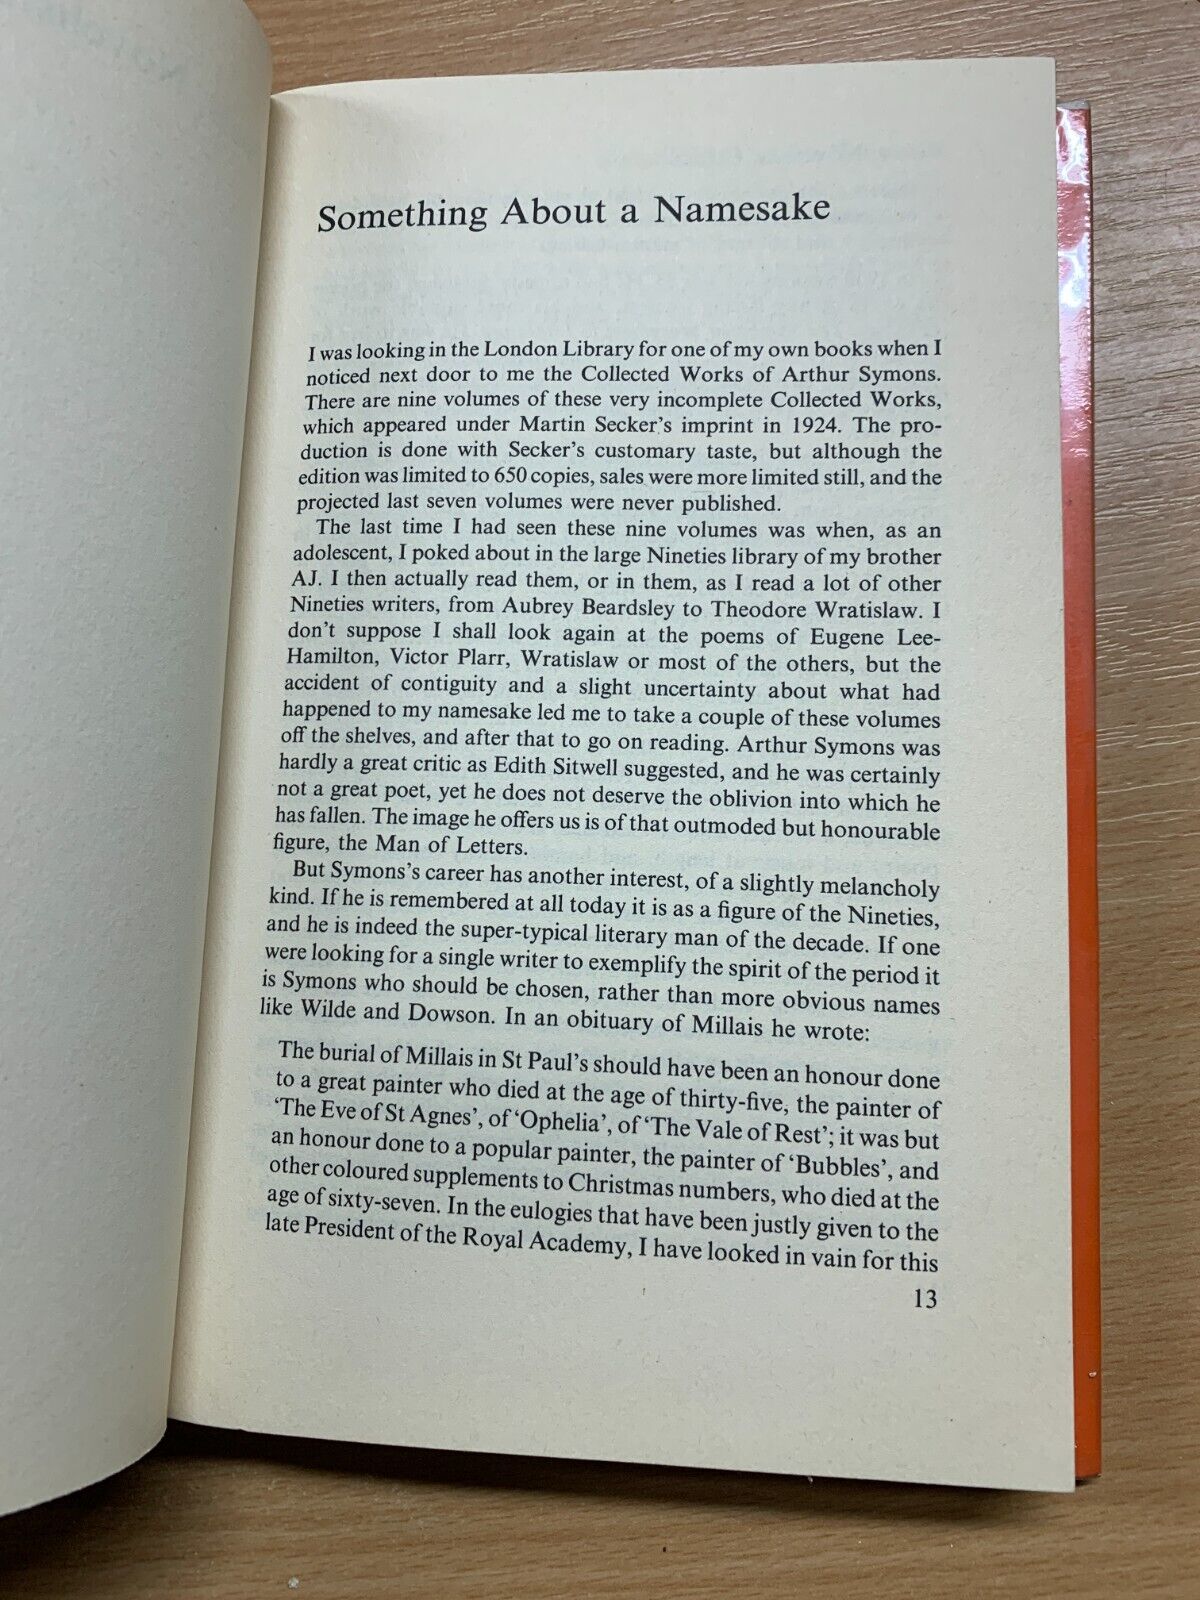 Something About a Namesake
I was looking in the London Library for one of my own books when I
noticed next door to me the Collected Works of Arthur Symons.
There are nine volumes of these very incomplete Collected Works,
which appeared under Martin Secker's imprint in 1924. The pro-
duction is done with Secker's customary taste, but although the
edition was limited to 650 copies, sales were more limited still, and the
projected last seven volumes were never published.
The last time I had seen these nine volumes was when, as an
adolescent, I poked about in the large Nineties library of my brother
AJ. I then actually read them, or in them, as I read a lot of other
Nineties writers, from Aubrey Beardsley to Theodore Wratislaw. I
don't suppose I shall look again at the poems of Eugene Lee-
Hamilton, Victor Plarr, Wratislaw or most of the others, but the
accident of contiguity and a slight uncertainty about what had
happened to my namesake led me to take a couple of these volumes
off the shelves, and after that to go on reading. Arthur Symons was
hardly a great critic as Edith Sitwell suggested, and he was certainly
not a great poet, yet he does not deserve the oblivion into which he
has fallen. The image he offers us is of that outmoded but honourable
figure, the Man of Letters.
But Symons's career has another interest, of a slightly melancholy
kind. If he is remembered at all today it is as a figure of the Nineties,
and he is indeed the super-typical literary man of the decade. If one
were looking for a single writer to exemplify the spirit of the period it
is Symons who should be chosen, rather than more obvious names
like Wilde and Dowson. In an obituary of Millais he wrote:
The burial of Millais in St Paul's should have been an honour done
to a great painter who died at the age of thirty-five, the painter of
'The Eve of St Agnes', of 'Ophelia', of 'The Vale of Rest'; it was but
an honour done to a popular painter, the painter of 'Bubbles', and
other coloured supplements to Christmas numbers, who died at the
age of sixty-seven. In the eulogies that have been justly given to the
late President of the Royal Academy, I have looked in vain for this
13